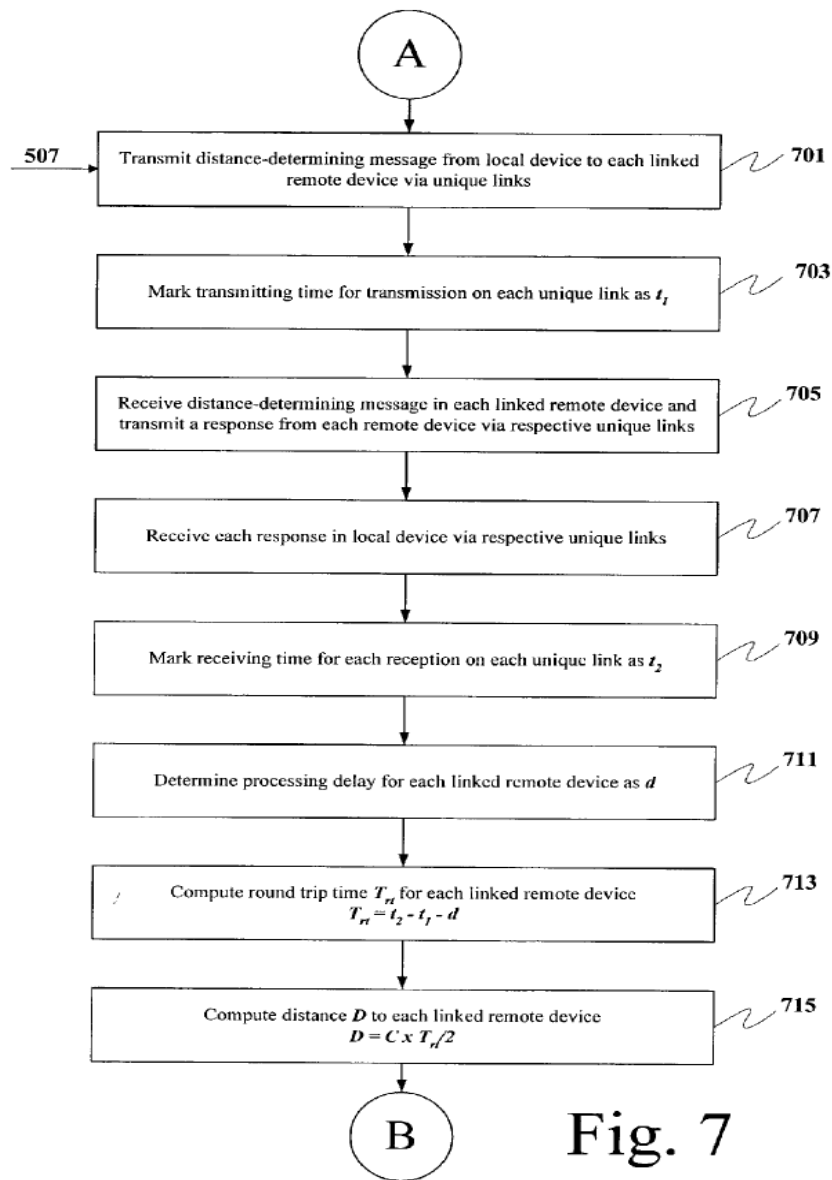 A
507
Transmit distance-determining message from local device to each linked
remote device via unique links
701
Mark transmitting time for transmission on each unique link as t1
703
Receive distance-determining message in each linked remote device and
transmit a response from each remote device via respective unique links
705
Receive each response in local device via respective unique links
707
Mark receiving time for each reception on each unique link as t2
709
Determine processing delay for each linked remote device as d
711
Compute round trip time Trt for each linked remote device
Trt = t2 - t1 - d
713
Compute distance D to each linked remote device
D = C x Trt/2
715
B
Fig. 7